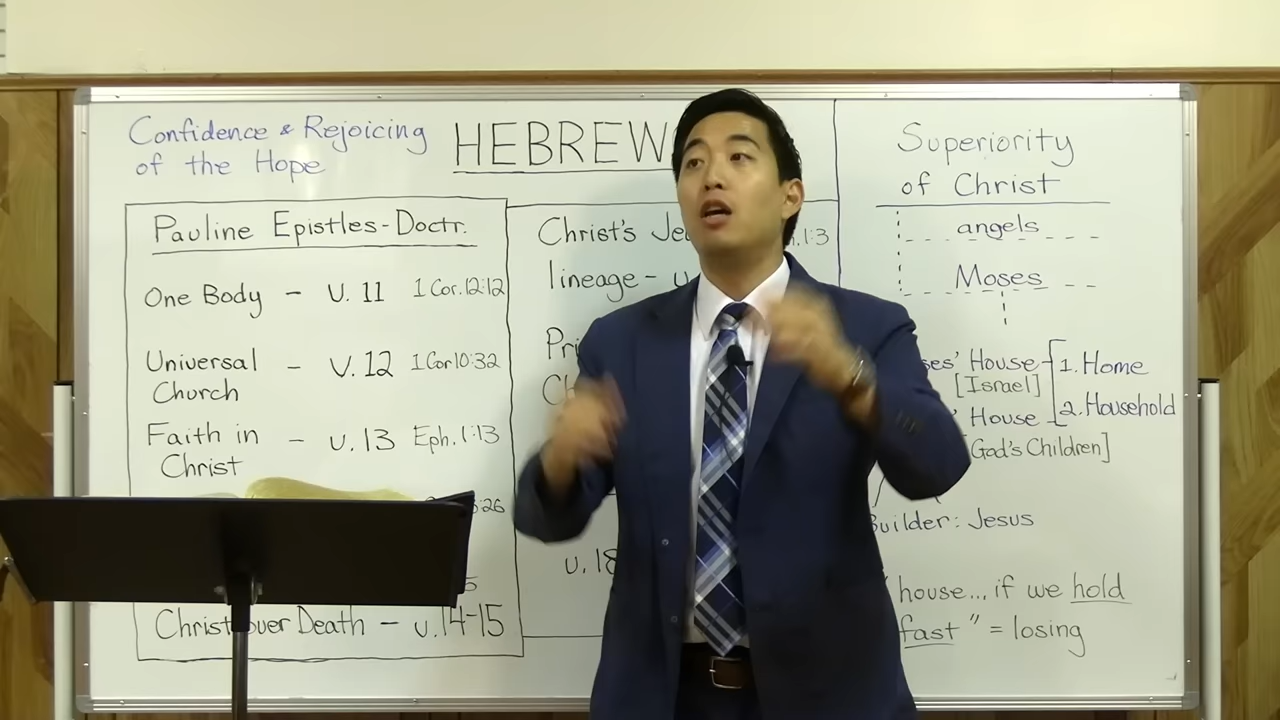 Confidence & Rejoicing
of the Hope
HEBREW
Pauline Epistles-Doctr.
One Body - v. 11 1 Cor. 12:12
Universal - v. 12 1 Cor 10:32
Church
Faith in - v. 13 Eph. 1:13
Christ
5
Christ over Death - v. 14-15
Christ's
lineage -
1:3
v. 18
Superiority
of Christ
angels
Moses
House 1. Home
[Israel]
House 2. Household
God's Children]
Builder: Jesus
house... if we hold
fast" = losing